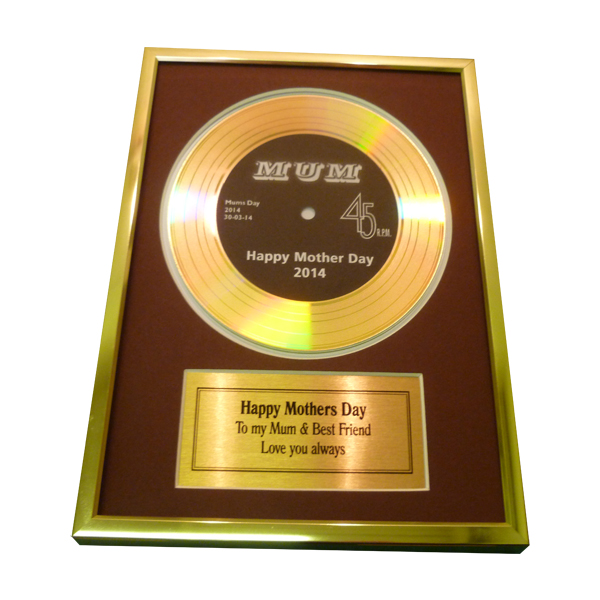 MUM
Mums Day
2014
30-03-14
45 R.P.M.
Happy Mother Day
2014
Happy Mothers Day
To my Mum & Best Friend
Love you always